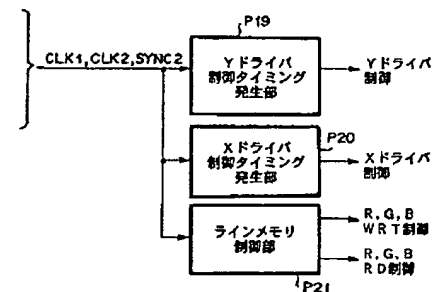 P19
CLK1,CLK2,SYNC2
Yドライバ
制御タイミング
発生部
Yドライバ
制御
P20
Xドライバ
制御タイミング
発生部
Xドライバ
制御
ラインメモリ
制御部
R,G,B
WRT制御
R,G,B
RD制御
P21